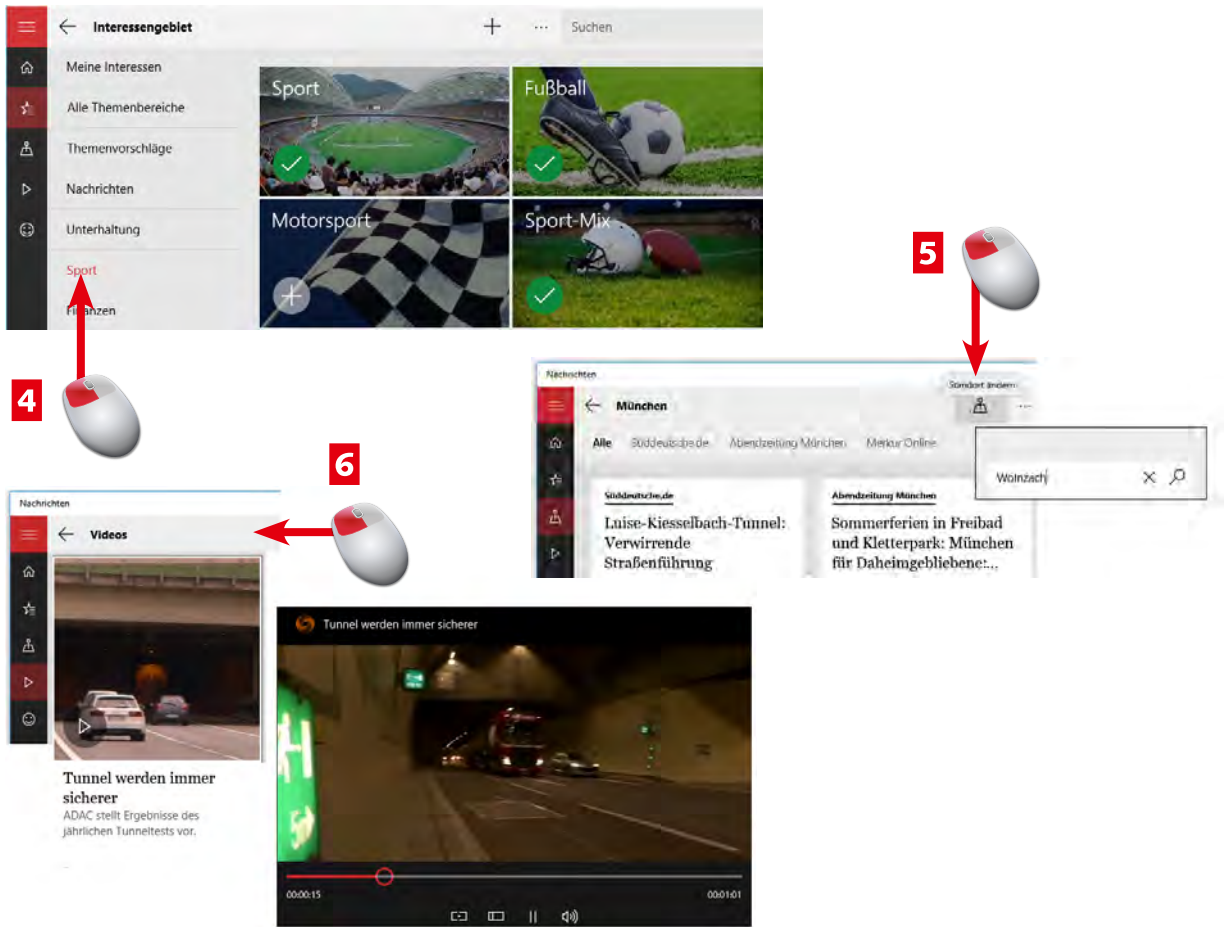 Interessengebiet
Suchen
Meine Interessen
Alle Themenbereiche
Themenvorschläge
Nachrichten
Unterhaltung
Sport
Finanzen
Sport
Fußball
Motorsport
Sport-Mix
4
5
Nachrichten
München
Standort ändern
Alle Süddeutsche.de Abendzeitung München Merkur Online
Wolnzach
Süddeutsche.de
Luise-Kiesselbach-Tunnel:
Verwirrende
Straßenführung
Abendzeitung München
Sommerferien in Freibad
und Kletterpark: München
für Daheimgebliebene:...
6
Nachrichten
Videos
Tunnel werden immer
sicherer
ADAC stellt Ergebnisse des
jährlichen Tunneltests vor.
Tunnel werden immer sicherer
00:00:15
00:01:01